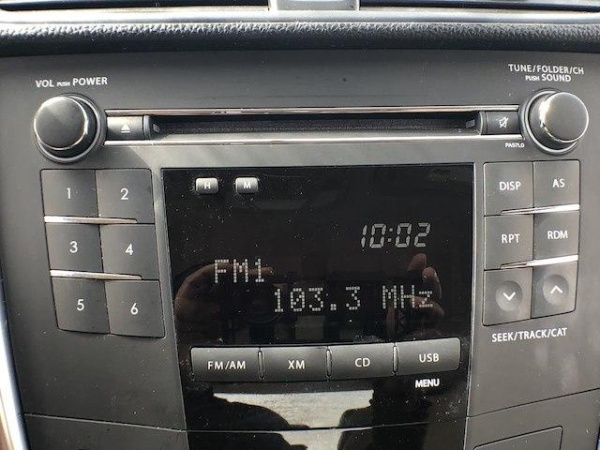 VOL PUSH POWER
TUNE/FOLDER/CH
PUSH SOUND
PASTLG
1 2
DISP AS
H M
3 4
RPT RDM
10:02
FM1
103.3 MHz
5 6
SEEK/TRACK/CAT
FM/AM XM CD USB
MENU